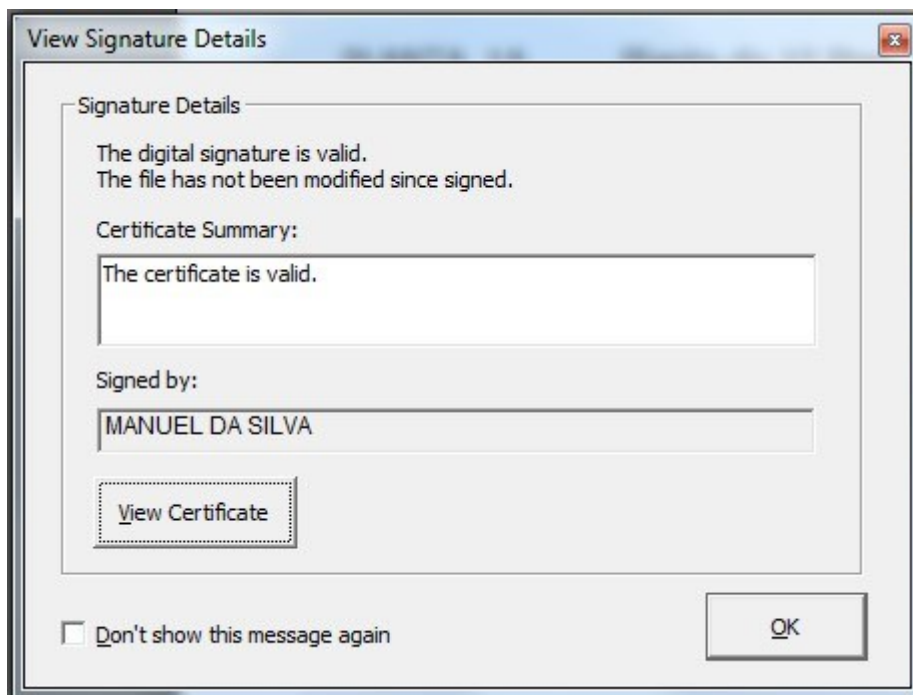 View Signature Details
Signature Details
The digital signature is valid.
The file has not been modified since signed.
Certificate Summary:
The certificate is valid.
Signed by:
MANUEL DA SILVA
View Certificate
Don't show this message again
OK